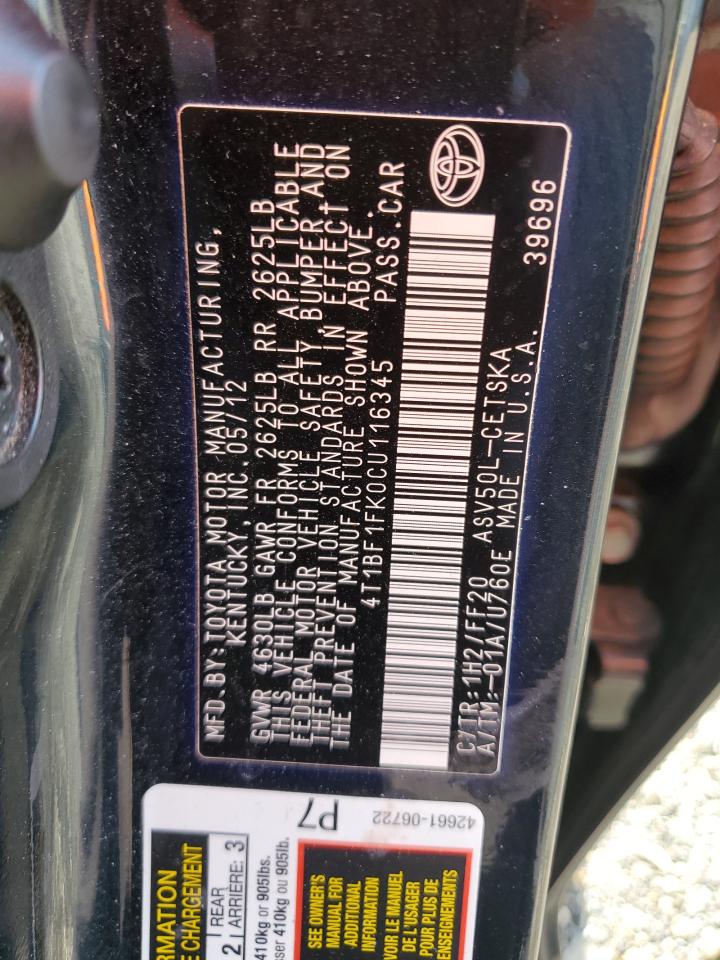 MFD.BY:TOYOTA MOTOR MANUFACTURING,
KENTUCKY, INC. 05/12
GVWR 4630LB GAWR FR 2625LB RR 2625LB
THIS VEHICLE CONFORMS TO ALL APPLICABLE
FEDERAL MOTOR VEHICLE SAFETY,BUMPER AND
THEFT PREVENTION STANDARDS IN EFFECT ON
THE DATE OF MANUFACTURE SHOWN ABOVE.
4T1BF1FK0CU116345 PASS.CAR
C/TR:1H2/FF20 ASV50L-CETSKA
A/TM:-01A/U760E MADE IN U.S.A.
39696
P7
42661-06722
RMATION
E CHARGEMENT
2 REAR
ARRIÈRE: 3
410kg or 905lbs.
sser 410kg ou 905lb.
SEE OWNER'S
MANUAL FOR
ADDITIONAL
INFORMATION
VOIR LE MANUEL
DE L'USAGER
POUR PLUS DE
ENSEIGNEMENTS